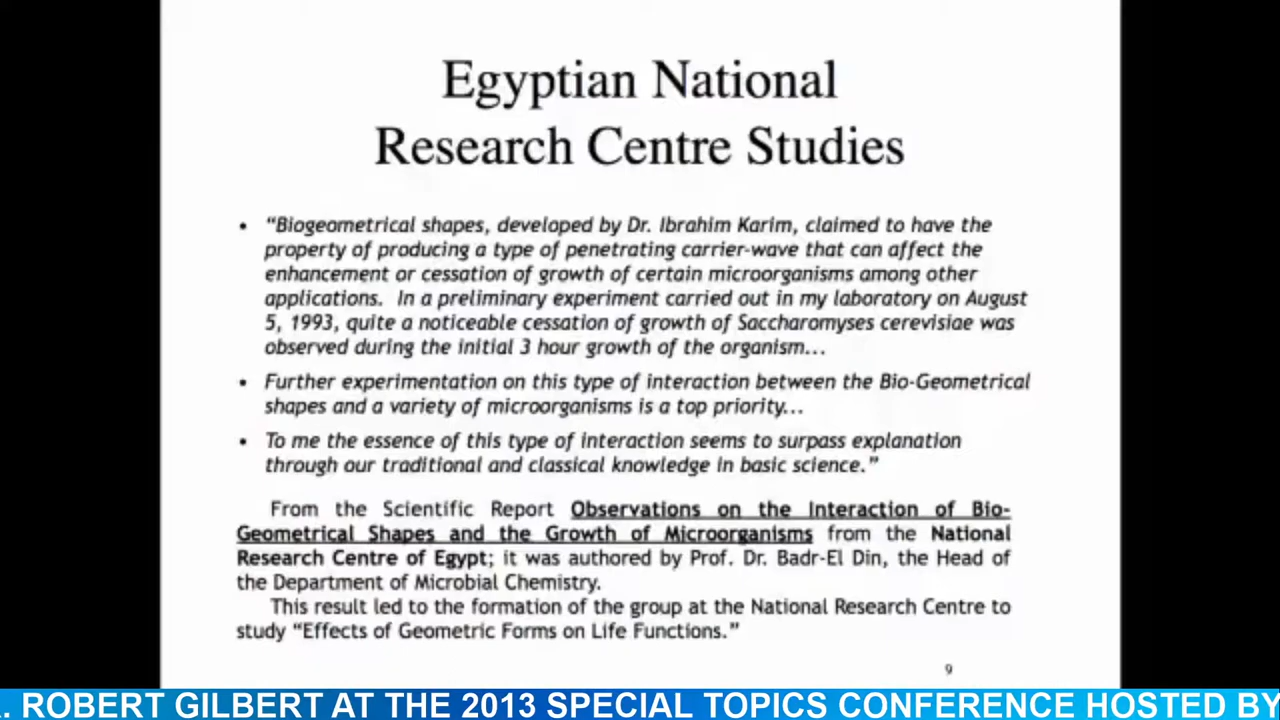 Egyptian National
Research Centre Studies
• “Biogeometrical shapes, developed by Dr. Ibrahim Karim, claimed to have the
property of producing a type of penetrating carrier-wave that can affect the
enhancement or cessation of growth of certain microorganisms among other
applications. In a preliminary experiment carried out in my laboratory on August
5, 1993, quite a noticeable cessation of growth of Saccharomyses cerevisiae was
observed during the initial 3 hour growth of the organism...
• Further experimentation on this type of interaction between the Bio-Geometrical
shapes and a variety of microorganisms is a top priority...
• To me the essence of this type of interaction seems to surpass explanation
through our traditional and classical knowledge in basic science.”
From the Scientific Report Observations on the Interaction of Bio-
Geometrical Shapes and the Growth of Microorganisms from the National
Research Centre of Egypt; it was authored by Prof. Dr. Badr-El Din, the Head of
the Department of Microbial Chemistry.
This result led to the formation of the group at the National Research Centre to
study “Effects of Geometric Forms on Life Functions.”
9
. ROBERT GILBERT AT THE 2013 SPECIAL TOPICS CONFERENCE HOSTED BY